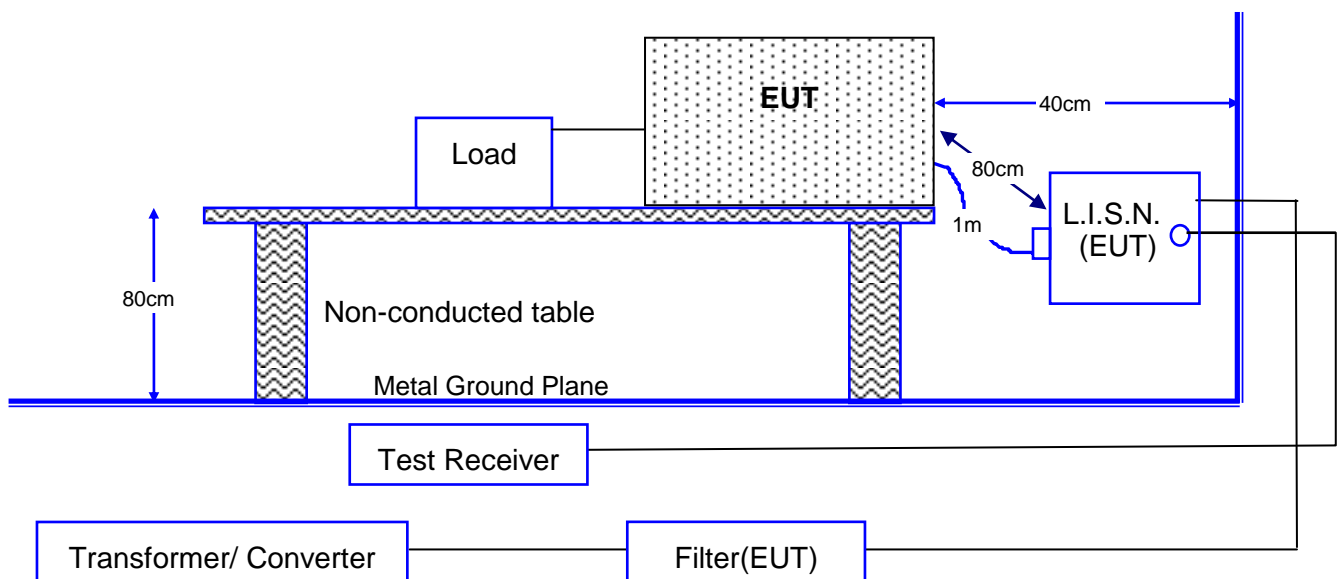 EUT
40cm
Load
80cm
L.I.S.N.
(EUT)
1m
80cm
Non-conducted table
Metal Ground Plane
Test Receiver
Transformer/ Converter
Filter(EUT)